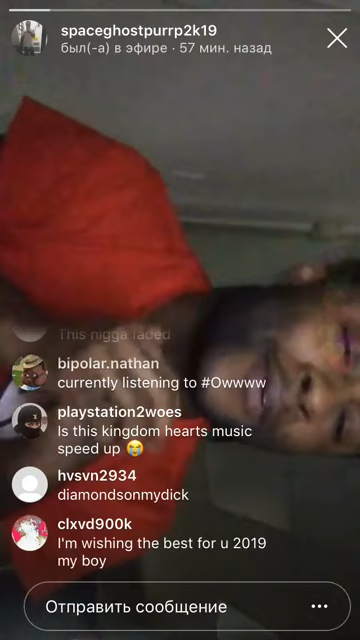 spaceghostpurrp2k19
был(-а) в эфире · 57 мин. назад
This nigga faded
bipolar.nathan
currently listening to #Owwww
playstation2woes
Is this kingdom hearts music
speed up 😭
hvsvn2934
diamondsonmydick
clxvd900k
I'm wishing the best for u 2019
my boy
Отправить сообщение